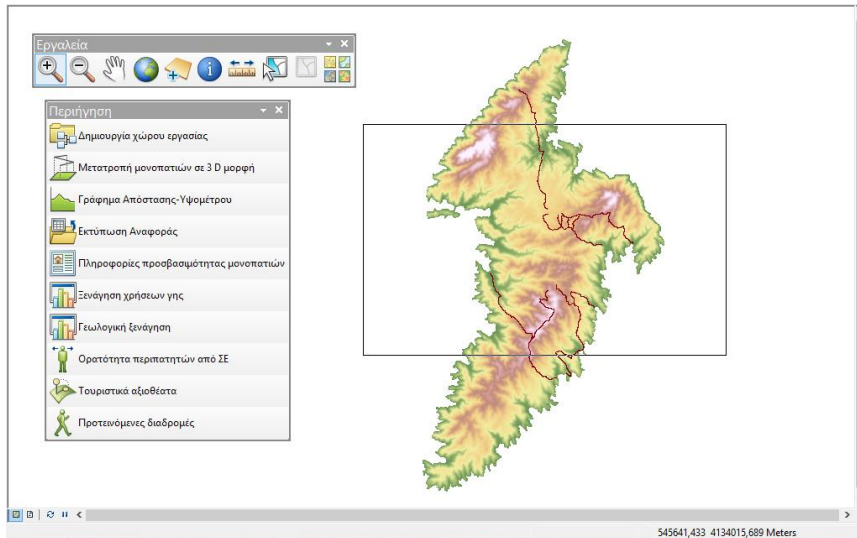 Εργαλεία
Περιήγηση
Δημιουργία χώρου εργασίας
Μετατροπή μονοπατιών σε 3 D μορφή
Γράφημα Απόστασης-Υψομέτρου
Εκτύπωση Αναφοράς
Πληροφορίες προσβασιμότητας μονοπατιών
Ξενάγηση χρήσεων γης
Γεωλογική ξενάγηση
Ορατότητα περιπατητών από ΣΕ
Τουριστικά αξιοθέατα
Προτεινόμενες διαδρομές
545641,433 4134015,689 Meters